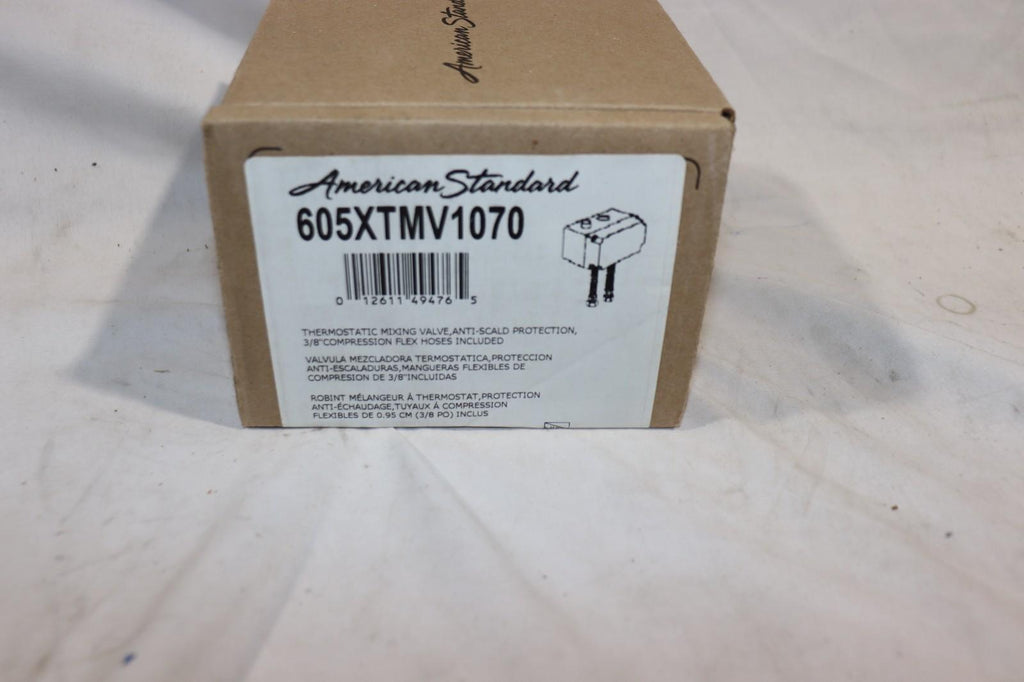 American Standard
American Standard
605XTMV1070
0 12611 49476 5
THERMOSTATIC MIXING VALVE,ANTI-SCALD PROTECTION,
3/8"COMPRESSION FLEX HOSES INCLUDED
VALVULA MEZCLADORA TERMOSTATICA,PROTECCION
ANTI-ESCALADURAS,MANGUERAS FLEXIBLES DE
COMPRESION DE 3/8"INCLUIDAS
ROBINT MÉLANGEUR À THERMOSTAT,PROTECTION
ANTI-ÉCHAUDAGE,TUYAUX À COMPRESSION
FLEXIBLES DE 0.95 CM (3/8 PO) INCLUS